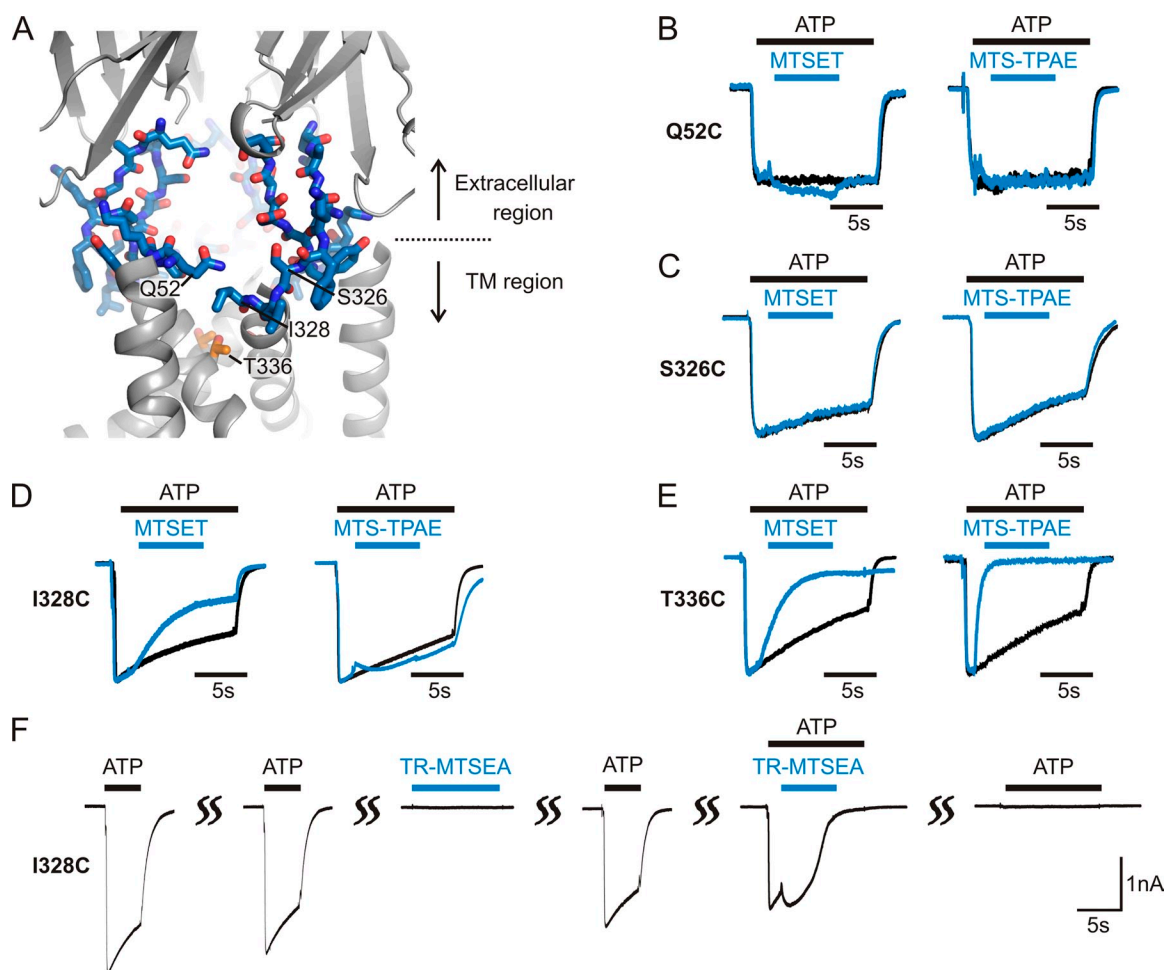 A
Extracellular
region
TM region
Q52
S326
I328
T336
B
ATP
MTSET
ATP
MTS-TPAE
Q52C
5s
5s
C
ATP
MTSET
ATP
MTS-TPAE
S326C
5s
5s
D
ATP
MTSET
ATP
MTS-TPAE
I328C
5s
5s
E
ATP
MTSET
ATP
MTS-TPAE
T336C
5s
5s
F
ATP
ATP
TR-MTSEA
ATP
ATP
TR-MTSEA
ATP
I328C
1nA
5s